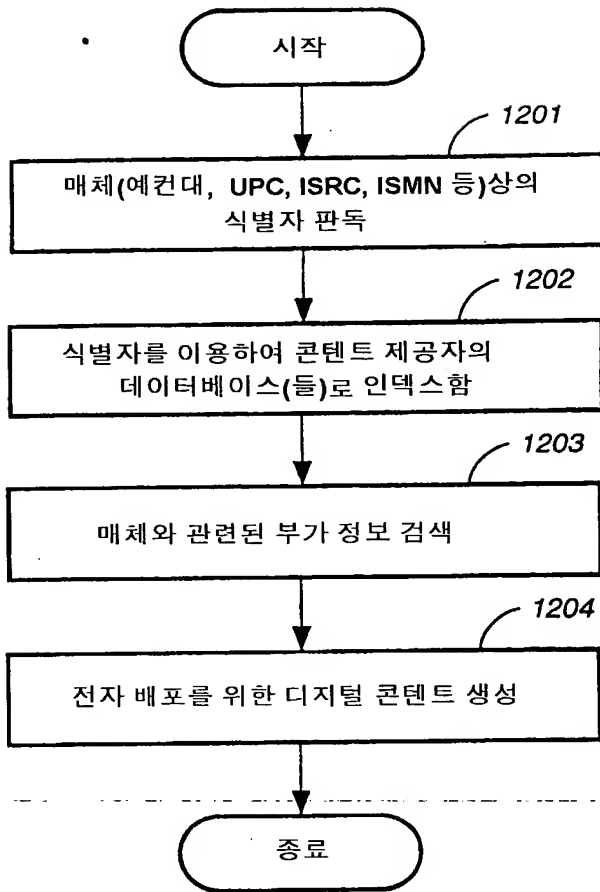 시작
1201
매체(예컨대, UPC, ISRC, ISMN 등)상의
식별자 판독
1202
식별자를 이용하여 콘텐트 제공자의
데이터베이스(들)로 인덱스함
1203
매체와 관련된 부가 정보 검색
1204
전자 배포를 위한 디지털 콘텐트 생성
종료